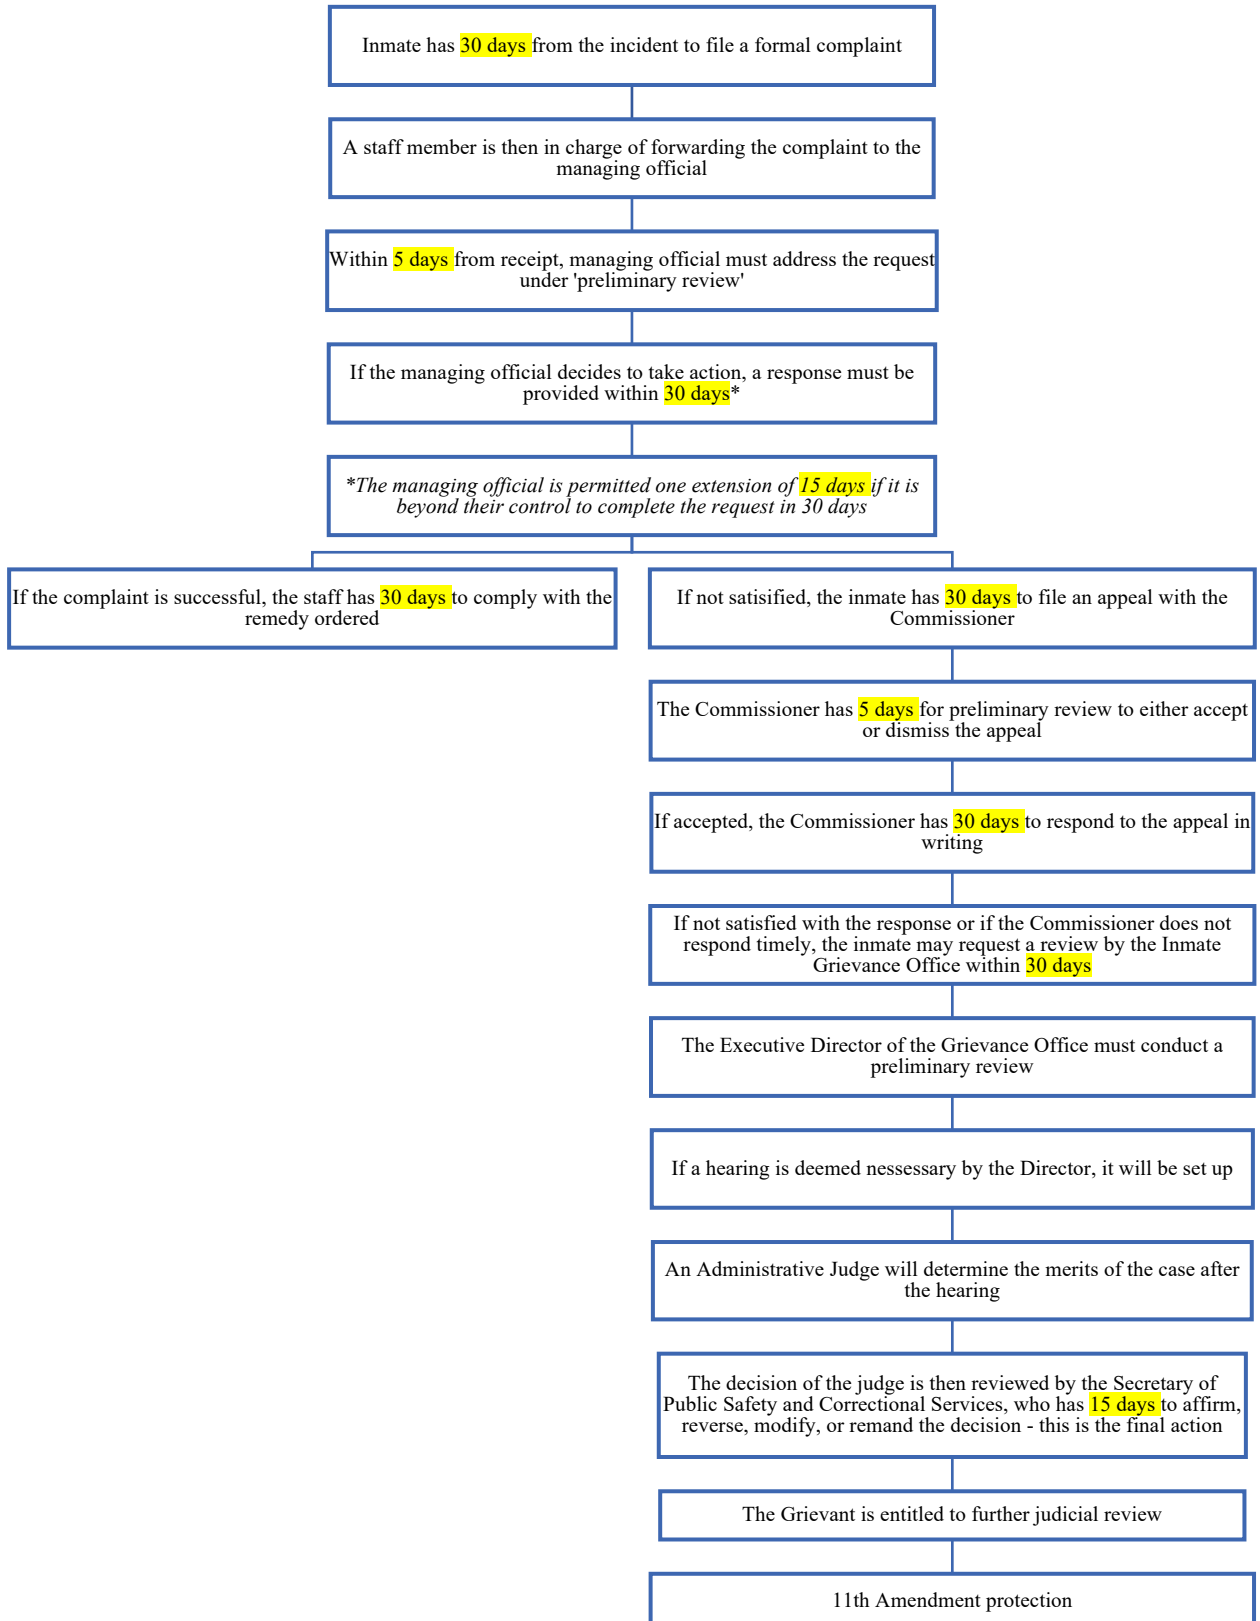 Inmate has 30 days from the incident to file a formal complaint
A staff member is then in charge of forwarding the complaint to the
managing official
Within 5 days from receipt, managing official must address the request
under 'preliminary review'
If the managing official decides to take action, a response must be
provided within 30 days*
*The managing official is permitted one extension of 15 days if it is
beyond their control to complete the request in 30 days
If the complaint is successful, the staff has 30 days to comply with the
remedy ordered
If not satisified, the inmate has 30 days to file an appeal with the
Commissioner
The Commissioner has 5 days for preliminary review to either accept
or dismiss the appeal
If accepted, the Commissioner has 30 days to respond to the appeal in
writing
If not satisfied with the response or if the Commissioner does not
respond timely, the inmate may request a review by the Inmate
Grievance Office within 30 days
The Executive Director of the Grievance Office must conduct a
preliminary review
If a hearing is deemed nessessary by the Director, it will be set up
An Administrative Judge will determine the merits of the case after
the hearing
The decision of the judge is then reviewed by the Secretary of
Public Safety and Correctional Services, who has 15 days to affirm,
reverse, modify, or remand the decision - this is the final action
The Grievant is entitled to further judicial review
11th Amendment protection